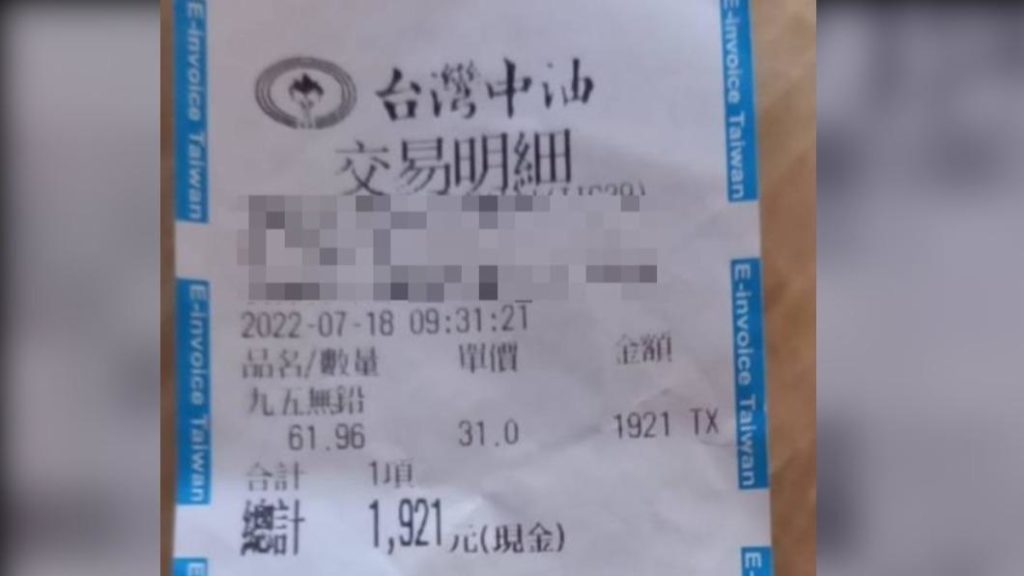 台灣中油
交易明細
2022-07-18 09:31:21
品名/數量 單價 金額
九五無鉛
61.96 31.0 1921 TX
合計 1項
總計 1,921元(現金)
E-Invoice Taiwan
E-Invoice Taiwan
E-Invoice Taiwan
E-Invoice Taiwan